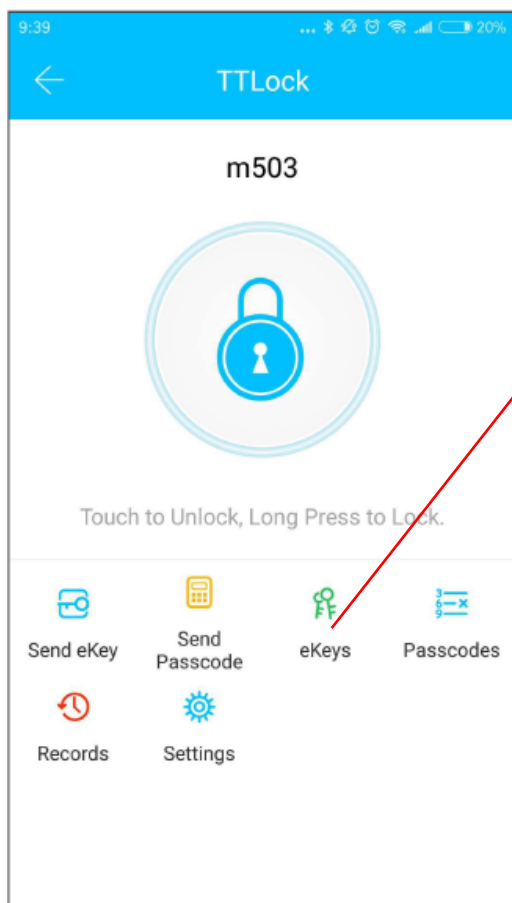 9:39
... 20%
TTLock
m503
Touch to Unlock, Long Press to Lock.
Send eKey
Send
Passcode
eKeys
Passcodes
Records
Settings